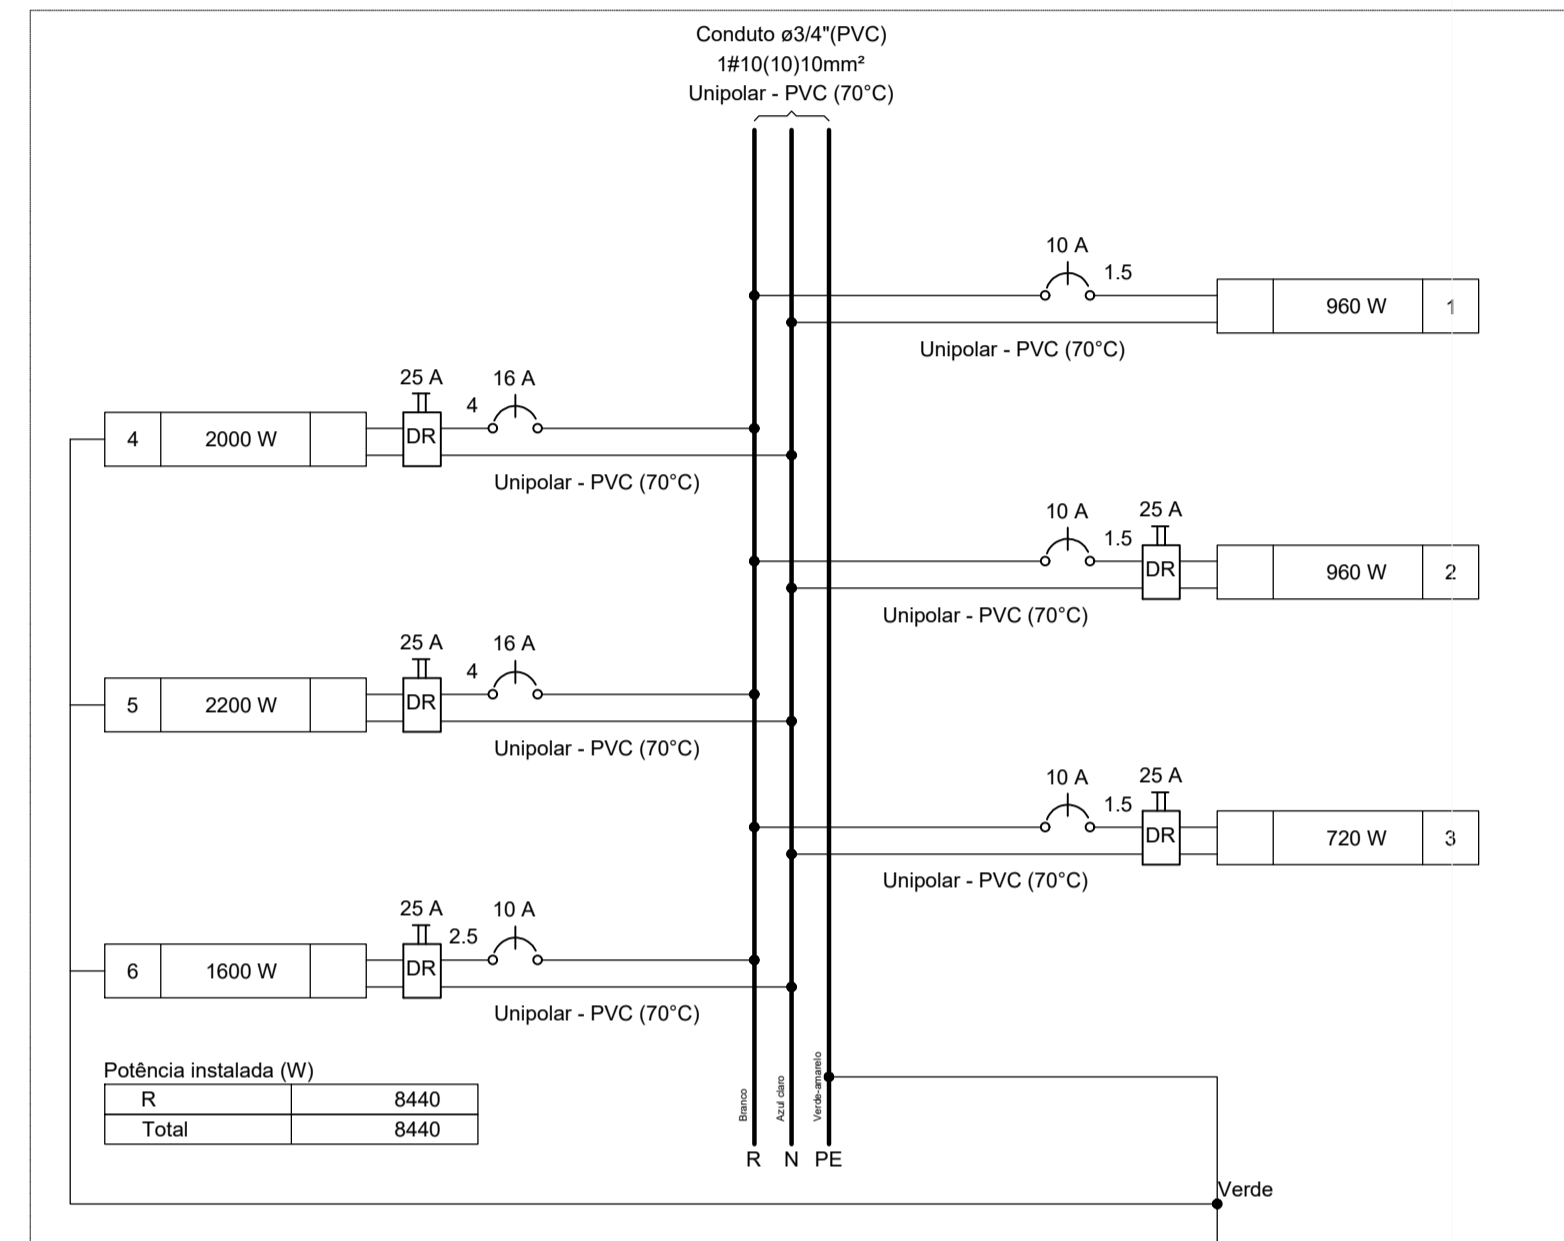 Conduto ø3/4"(PVC)
1#10(10)10mm²
Unipolar - PVC (70°C)
10 A
1.5
960 W
1
Unipolar - PVC (70°C)
25 A
16 A
4
4
2000 W
DR
Unipolar - PVC (70°C)
10 A
25 A
1.5
DR
960 W
2
Unipolar - PVC (70°C)
25 A
16 A
4
5
2200 W
DR
Unipolar - PVC (70°C)
10 A
25 A
1.5
DR
720 W
3
Unipolar - PVC (70°C)
25 A
10 A
2.5
6
1600 W
DR
Unipolar - PVC (70°C)
Potência instalada (W)
R 8440
Total 8440
Branco
Azul claro
Verde-amarelo
R N PE
Verde